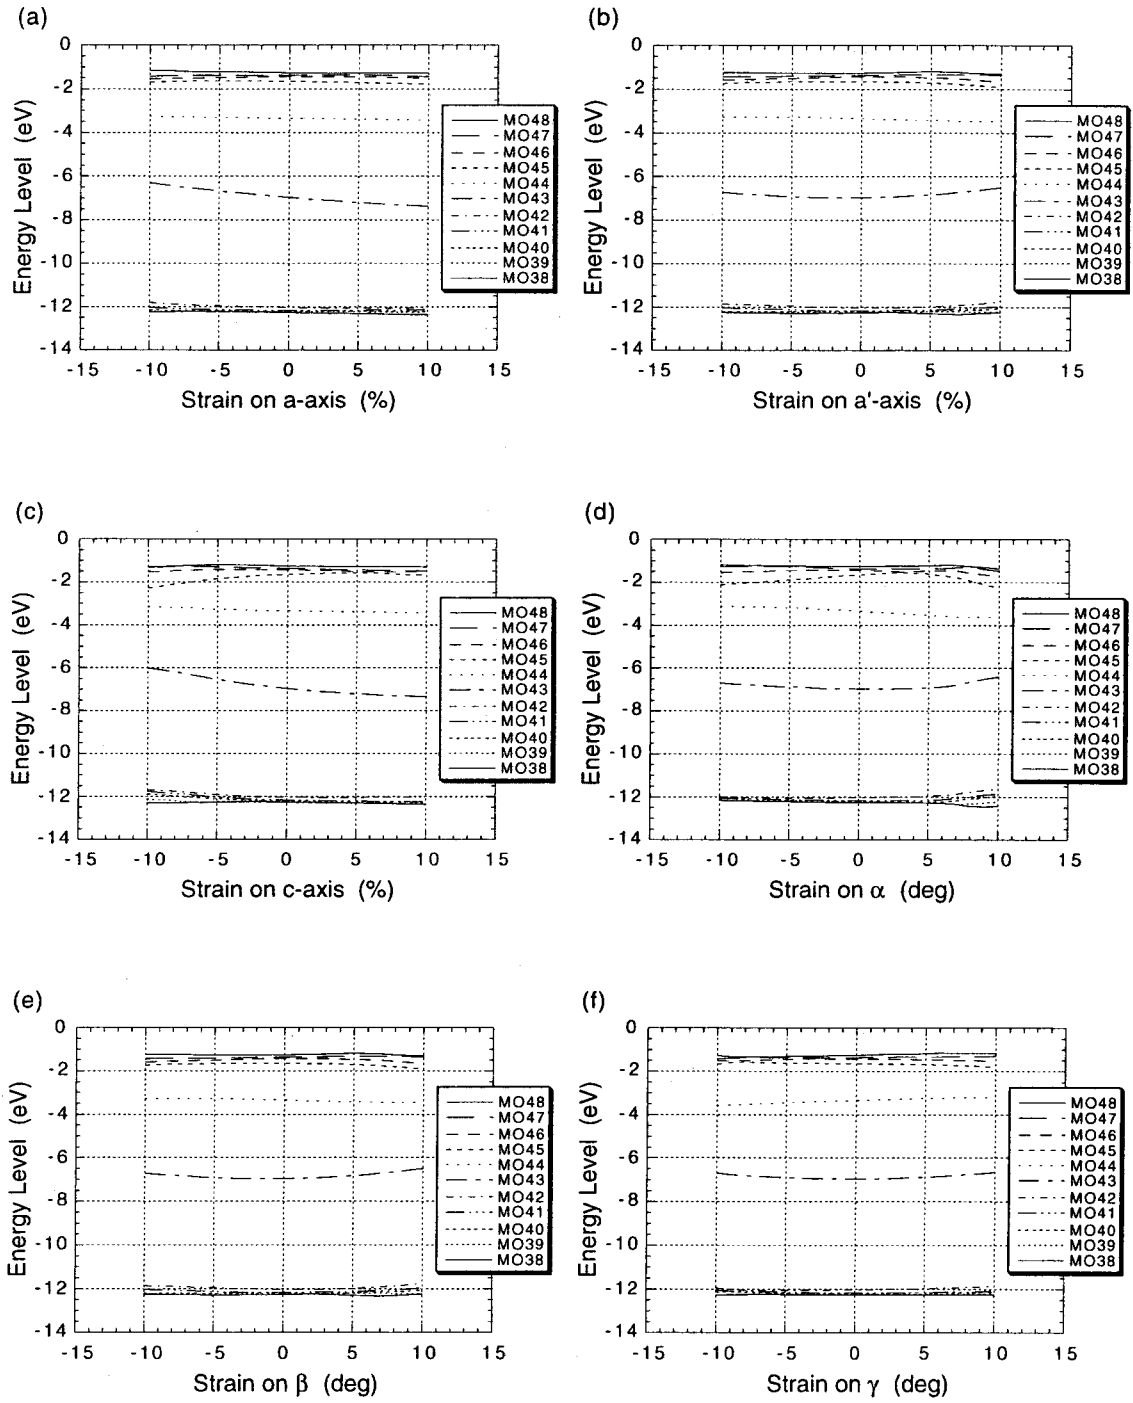 (a)
0
-2
-4
-6
-8
-10
-12
-14
Energy Level (eV)
-15 -10 -5 0 5 10 15
Strain on a-axis (%)
MO48
MO47
MO46
MO45
MO44
MO43
MO42
MO41
MO40
MO39
MO38
(b)
0
-2
-4
-6
-8
-10
-12
-14
Energy Level (eV)
-15 -10 -5 0 5 10 15
Strain on a'-axis (%)
MO48
MO47
MO46
MO45
MO44
MO43
MO42
MO41
MO40
MO39
MO38
(c)
0
-2
-4
-6
-8
-10
-12
-14
Energy Level (eV)
-15 -10 -5 0 5 10 15
Strain on c-axis (%)
MO48
MO47
MO46
MO45
MO44
MO43
MO42
MO41
MO40
MO39
MO38
(d)
0
-2
-4
-6
-8
-10
-12
-14
Energy Level (eV)
-15 -10 -5 0 5 10 15
Strain on α (deg)
MO48
MO47
MO46
MO45
MO44
MO43
MO42
MO41
MO40
MO39
MO38
(e)
0
-2
-4
-6
-8
-10
-12
-14
Energy Level (eV)
-15 -10 -5 0 5 10 15
Strain on β (deg)
MO48
MO47
MO46
MO45
MO44
MO43
MO42
MO41
MO40
MO39
MO38
(f)
0
-2
-4
-6
-8
-10
-12
-14
Energy Level (eV)
-15 -10 -5 0 5 10 15
Strain on γ (deg)
MO48
MO47
MO46
MO45
MO44
MO43
MO42
MO41
MO40
MO39
MO38